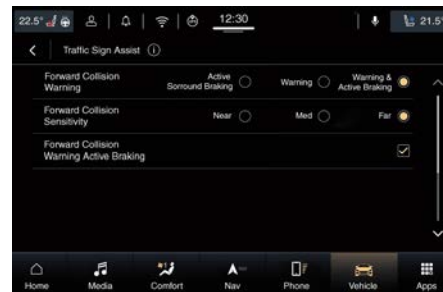 22.5° 12:30 21.5°
Traffic Sign Assist
Forward Collision Warning Active Sorround Braking Warning Warning & Active Braking
Forward Collision Sensitivity Near Med Far
Forward Collision Warning Active Braking
Home Media Comfort Nav Phone Vehicle Apps